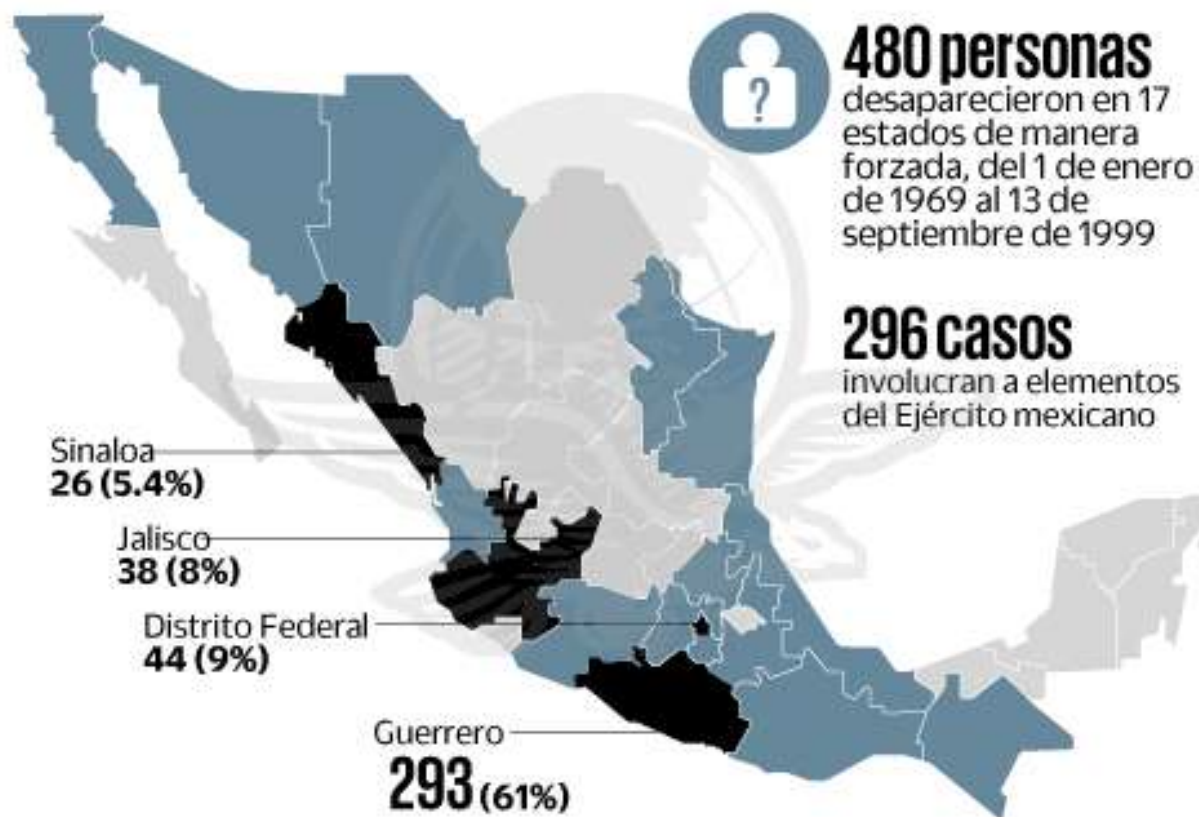 480 personas
desaparecieron en 17
estados de manera
forzada, del 1 de enero
de 1969 al 13 de
septiembre de 1999
296 casos
involucran a elementos
del Ejército mexicano
Sinaloa
26 (5.4%)
Jalisco
38 (8%)
Distrito Federal
44 (9%)
Guerrero
293 (61%)
?